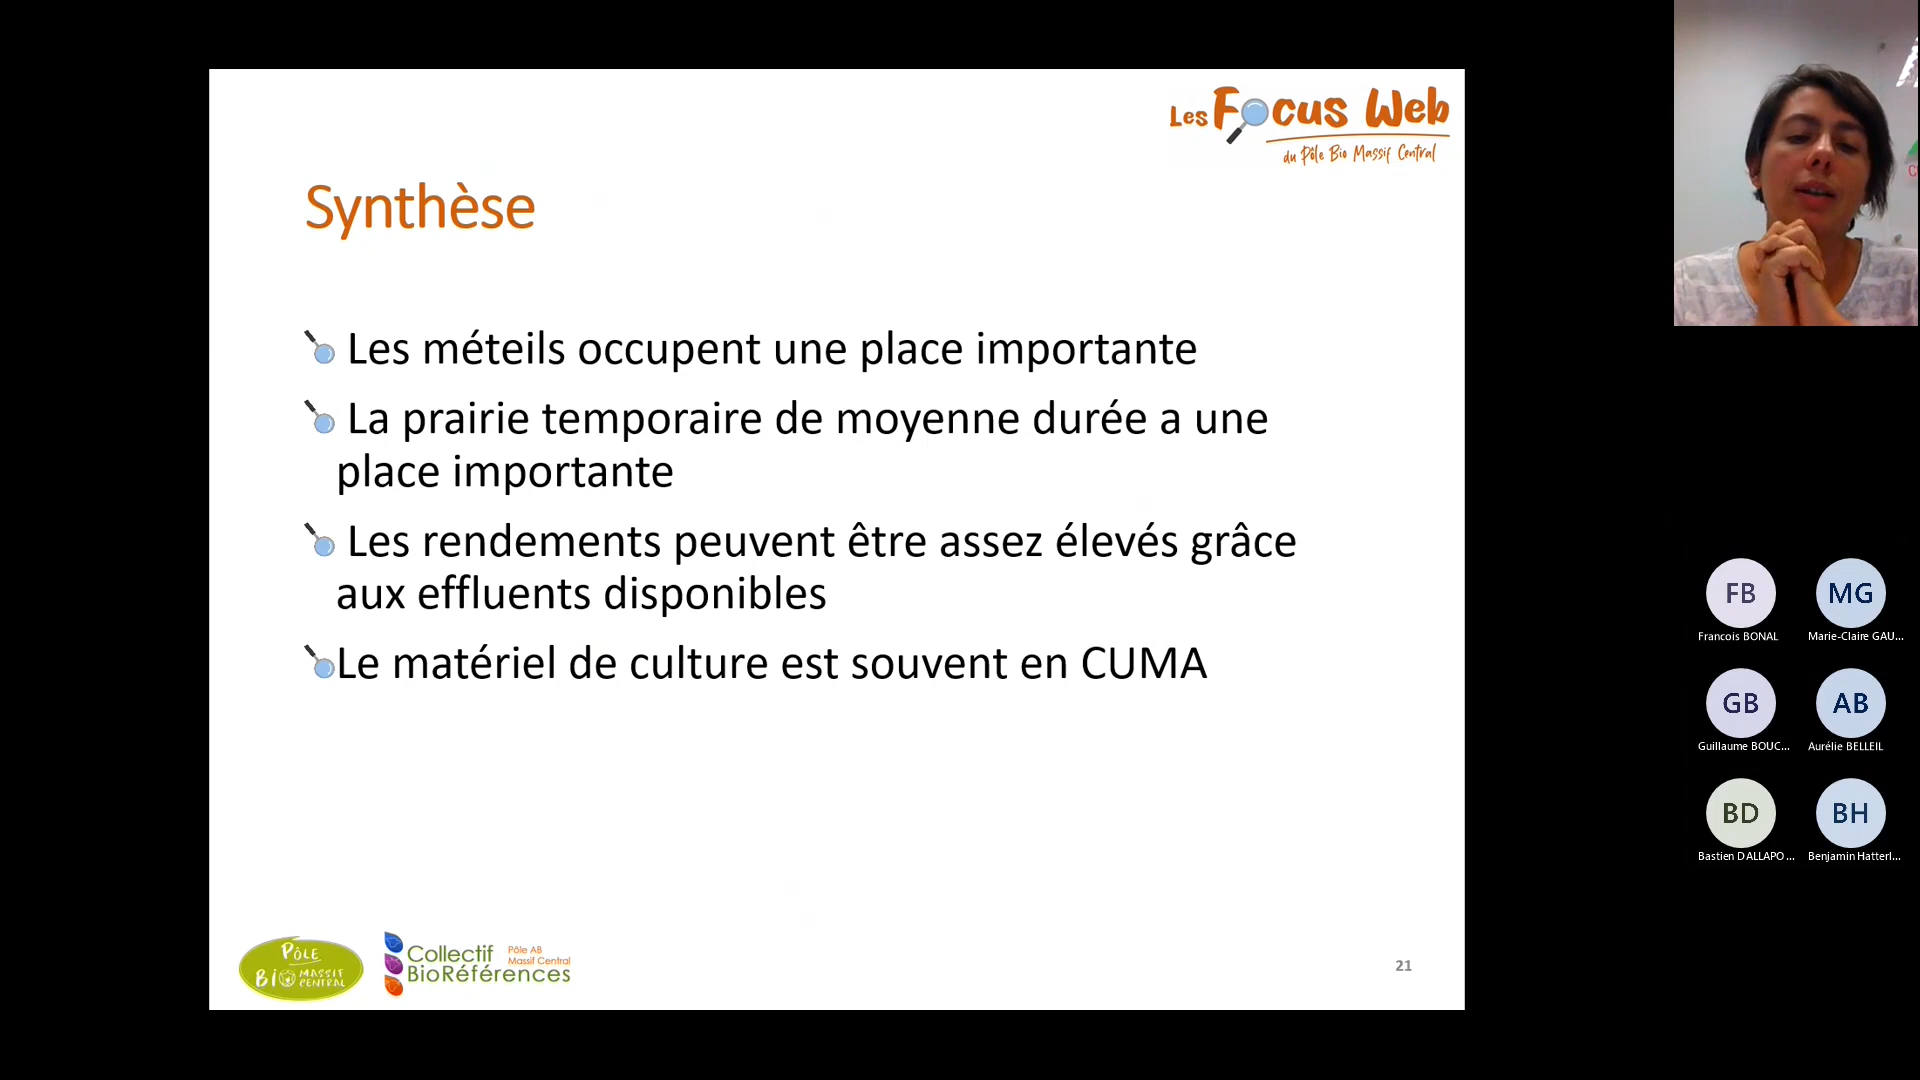 Les Focus Web
du Pôle Bio Massif Central
Synthèse
Les méteils occupent une place importante
La prairie temporaire de moyenne durée a une
place importante
Les rendements peuvent être assez élevés grâce
aux effluents disponibles
Le matériel de culture est souvent en CUMA
PÔLE
BIO MASSIF
CENTRAL
Collectif
BioRéférences
Pôle AB
Massif Central
21
C
FB
Francois BONAL
MG
Marie-Claire GAU...
GB
Guillaume BOUC...
AB
Aurélie BELLEIL
BD
Bastien DALLAPO...
BH
Benjamin Hatterl...